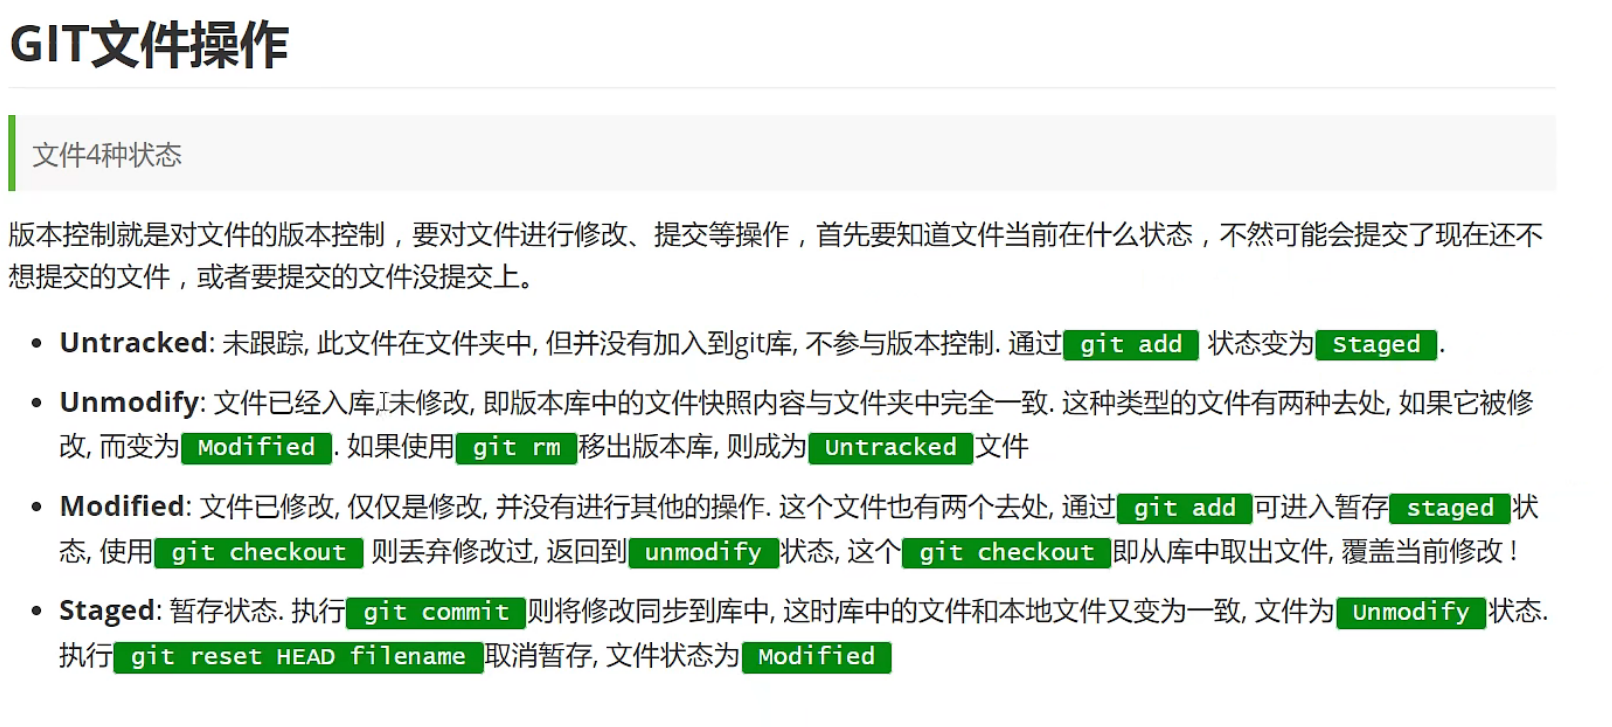 GIT文件操作
文件4种状态
版本控制就是对文件的版本控制，要对文件进行修改、提交等操作，首先要知道文件当前在什么状态，不然可能会提交了现在还不
想提交的文件，或者要提交的文件没提交上。
• Untracked: 未跟踪, 此文件在文件夹中, 但并没有加入到git库, 不参与版本控制. 通过 git add 状态变为 Staged .
• Unmodify: 文件已经入库, 未修改, 即版本库中的文件快照内容与文件夹中完全一致. 这种类型的文件有两种去处, 如果它被修
改, 而变为 Modified . 如果使用 git rm 移出版本库, 则成为 Untracked 文件
• Modified: 文件已修改, 仅仅是修改, 并没有进行其他的操作. 这个文件也有两个去处, 通过 git add 可进入暂存 staged 状
态, 使用 git checkout 则丢弃修改过, 返回到 unmodify 状态, 这个 git checkout 即从库中取出文件, 覆盖当前修改 !
• Staged: 暂存状态. 执行 git commit 则将修改同步到库中, 这时库中的文件和本地文件又变为一致, 文件为 Unmodify 状态.
执行 git reset HEAD filename 取消暂存, 文件状态为 Modified